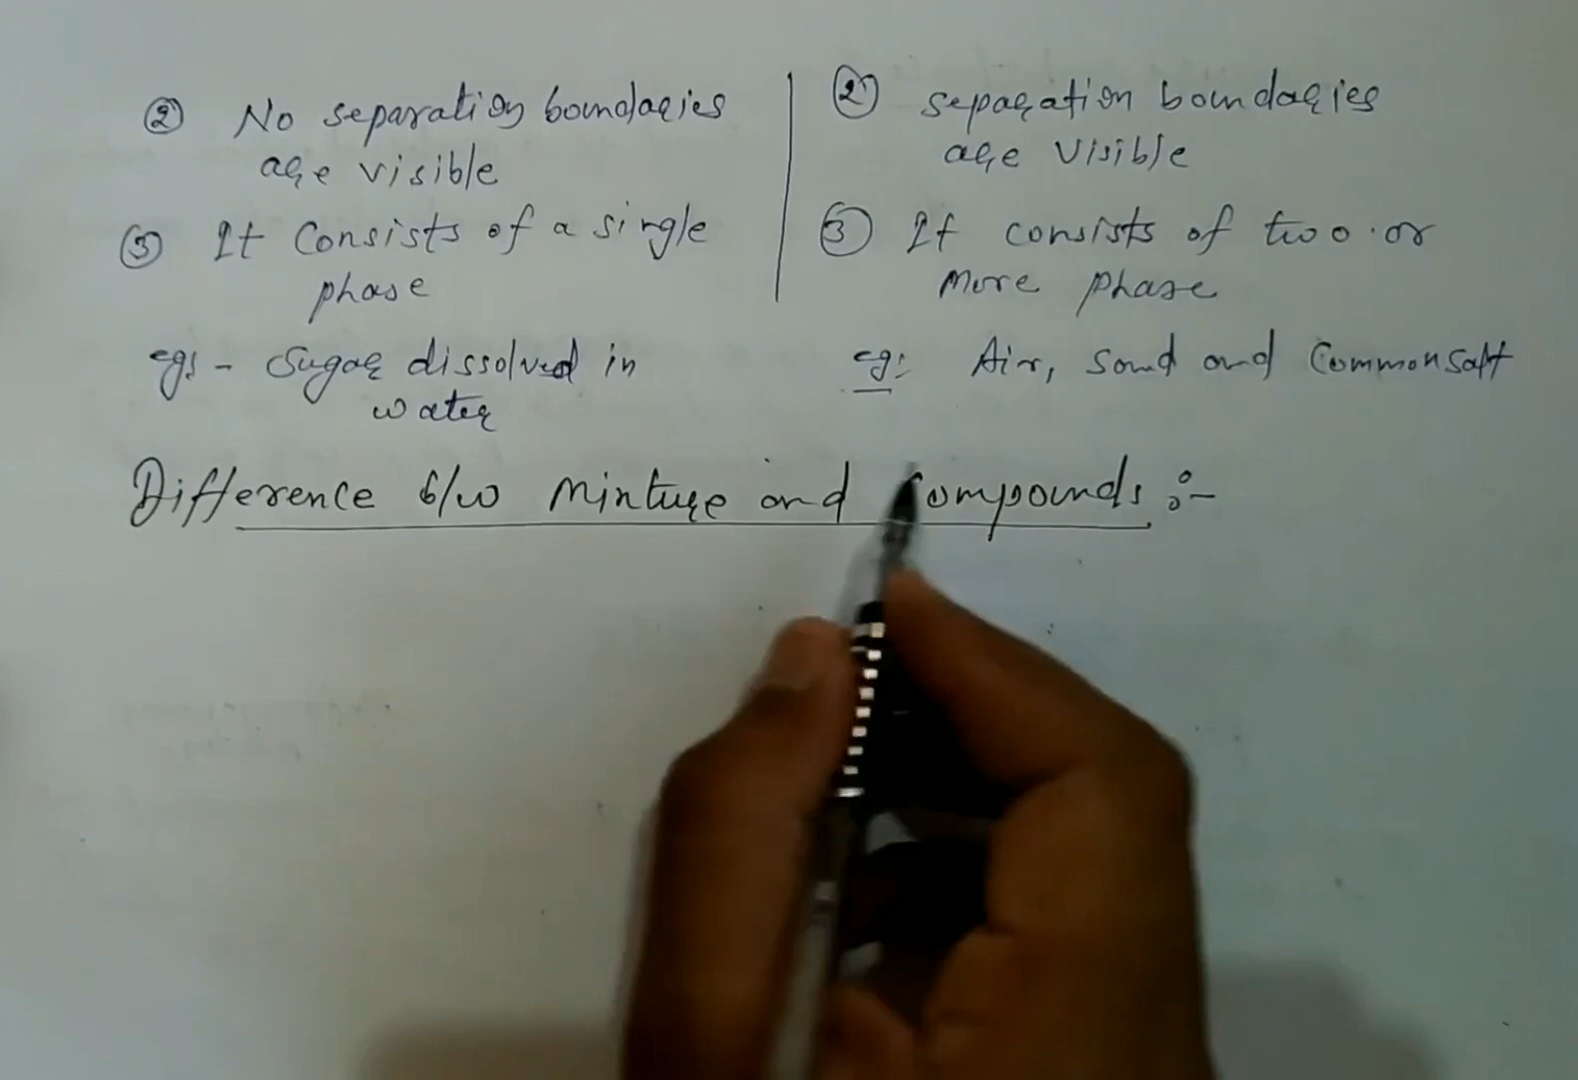 ② No separation boundaries
are visible
③ It consists of a single
phase
eg:- Sugar dissolved in
water
② separation boundaries
are visible
③ It consists of two or
more phase
eg: Air, sand and Common salt
Difference b/w Mixture and Compounds :-